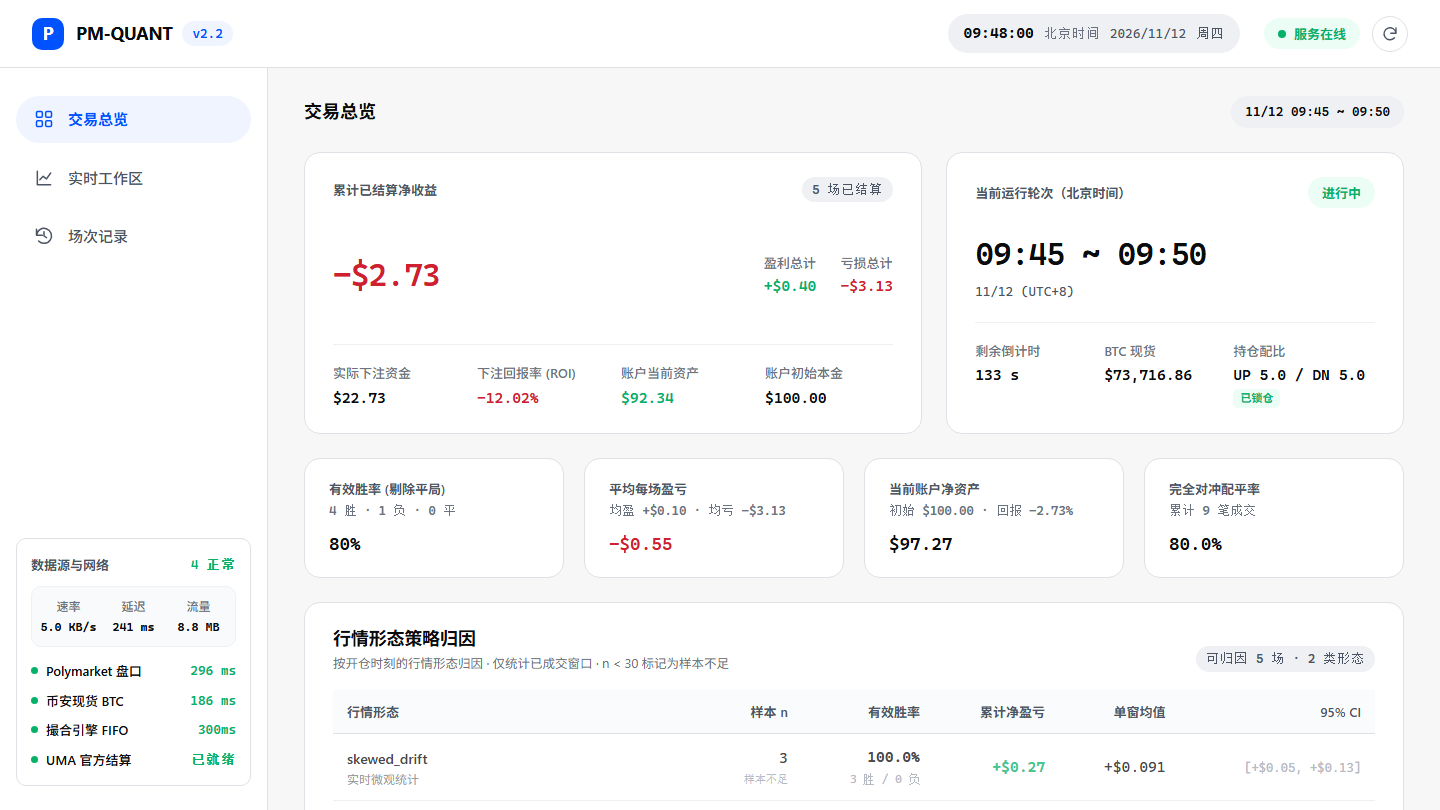 P PM-QUANT v2.2
09:48:00 北京时间 2026/11/12 周四
服务在线
交易总览
实时工作区
场次记录
数据源与网络 4 正常
速率 延迟 流量
5.0 KB/s 241 ms 8.8 MB
Polymarket 盘口 296 ms
币安现货 BTC 186 ms
撮合引擎 FIFO 300ms
UMA 官方结算 已就绪
交易总览
11/12 09:45 ~ 09:50
累计已结算净收益 5 场已结算
−$2.73
盈利总计 亏损总计
+$0.40 −$3.13
实际下注资金 下注回报率 (ROI) 账户当前资产 账户初始本金
$22.73 −12.02% $92.34 $100.00
当前运行轮次（北京时间） 进行中
09:45 ~ 09:50
11/12 (UTC+8)
剩余倒计时 BTC 现货 持仓配比
133 s $73,716.86 UP 5.0 / DN 5.0
已锁仓
有效胜率 (剔除平局)
4 胜 · 1 负 · 0 平
80%
平均每场盈亏
均盈 +$0.10 · 均亏 −$3.13
−$0.55
当前账户净资产
初始 $100.00 · 回报 −2.73%
$97.27
完全对冲配平率
累计 9 笔成交
80.0%
行情形态策略归因
按开仓时刻的行情形态归因 · 仅统计已成交窗口 · n < 30 标记为样本不足
可归因 5 场 · 2 类形态
行情形态 样本 n 有效胜率 累计净盈亏 单窗均值 95% CI
skewed_drift 3 100.0% +$0.27 +$0.091 [+$0.05, +$0.13]
实时微观统计 样本不足 3 胜 / 0 负